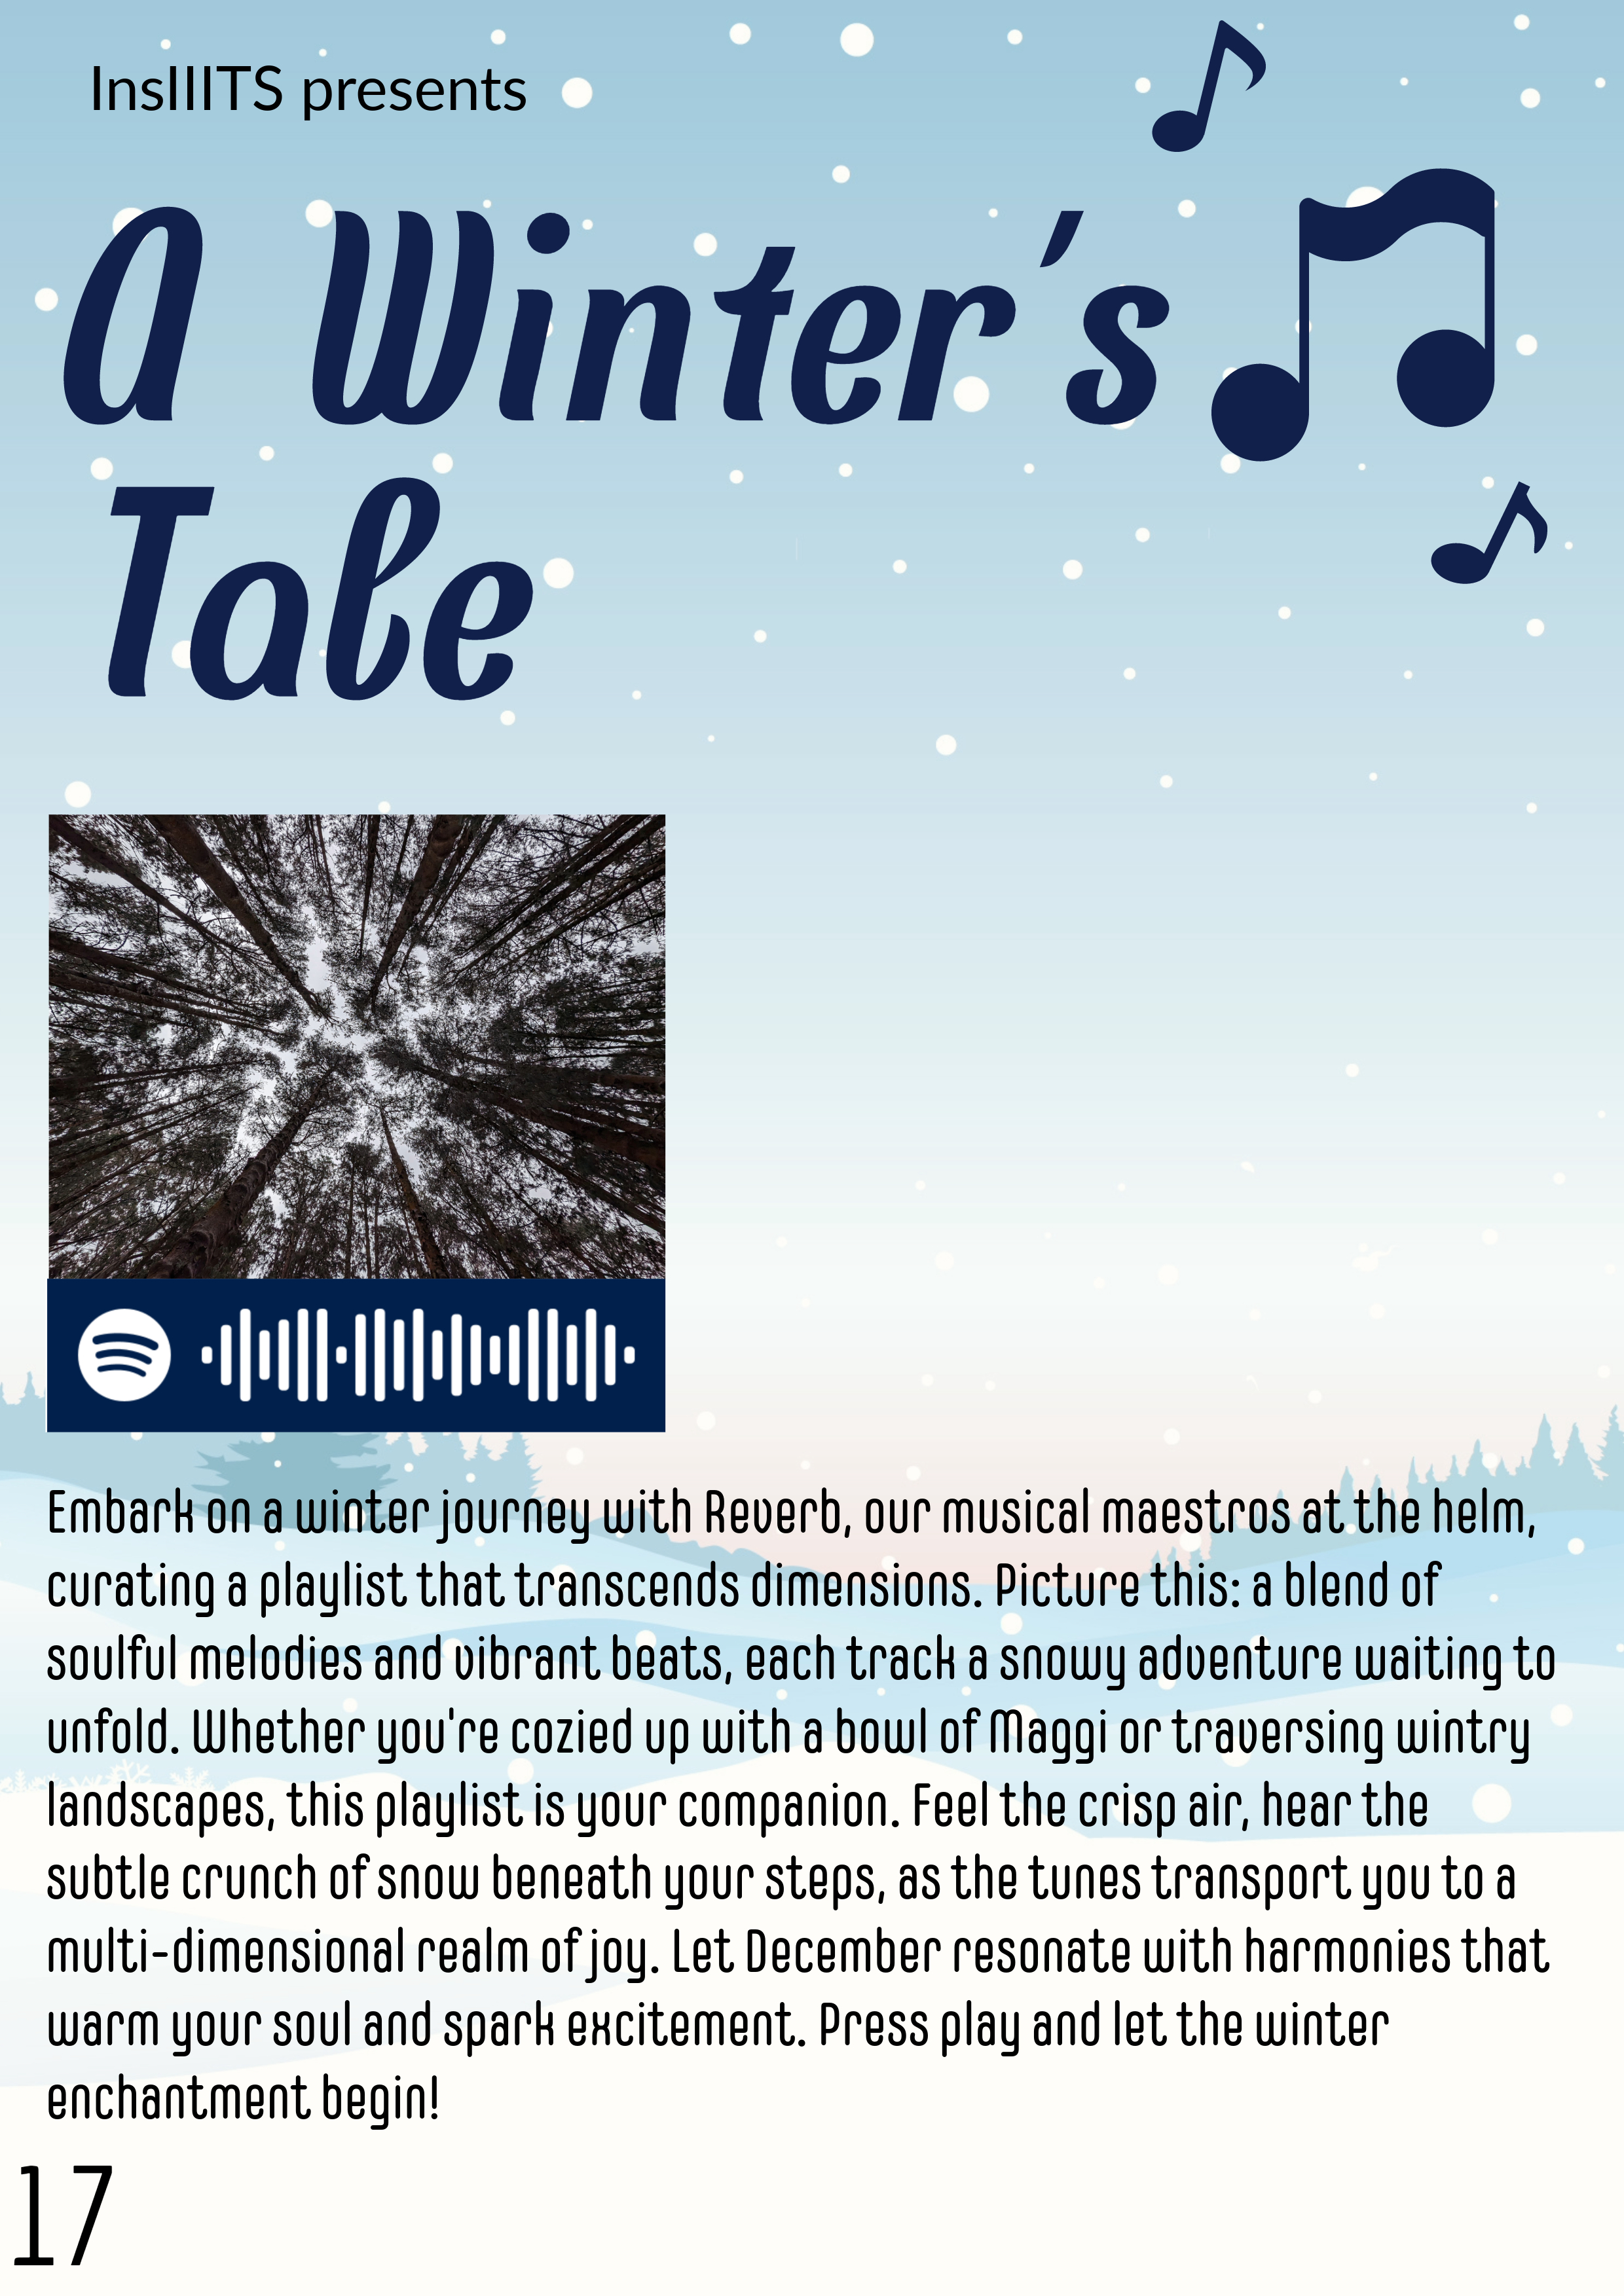 InsIIITS presents
A Winter's
Tale
Embark on a winter journey with Reverb, our musical maestros at the helm,
curating a playlist that transcends dimensions. Picture this: a blend of
soulful melodies and vibrant beats, each track a snowy adventure waiting to
unfold. Whether you're cozied up with a bowl of Maggi or traversing wintry
landscapes, this playlist is your companion. Feel the crisp air, hear the
subtle crunch of snow beneath your steps, as the tunes transport you to a
multi-dimensional realm of joy. Let December resonate with harmonies that
warm your soul and spark excitement. Press play and let the winter
enchantment begin!
17